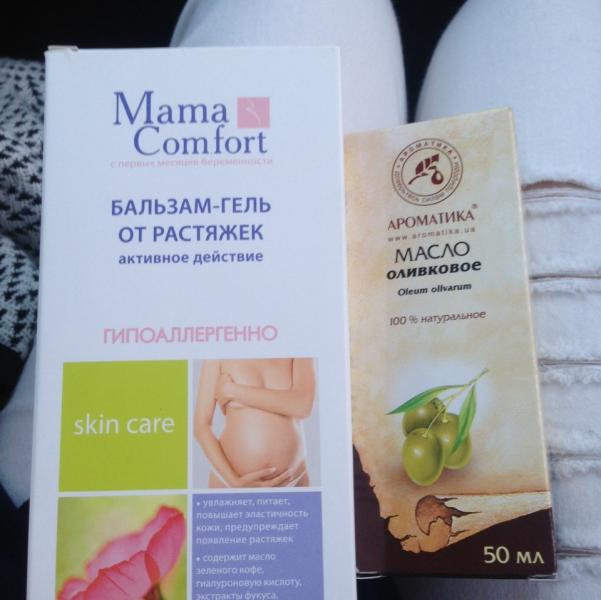 Mama
Comfort
с первых месяцев беременности
БАЛЬЗАМ-ГЕЛЬ
ОТ РАСТЯЖЕК
активное действие
ГИПОАЛЛЕРГЕННО
skin care
• увлажняет, питает,
повышает эластичность
кожи, предупреждает
появление растяжек
• содержит масло
зеленого кофе,
гиалуроновую кислоту,
экстракты фукуса,
АРОМАТИКА
АРОМАТИКА®
www.aromatika.ua
МАСЛО
ОЛИВКОВОЕ
Oleum olivarum
100 % натуральное
50 МЛ